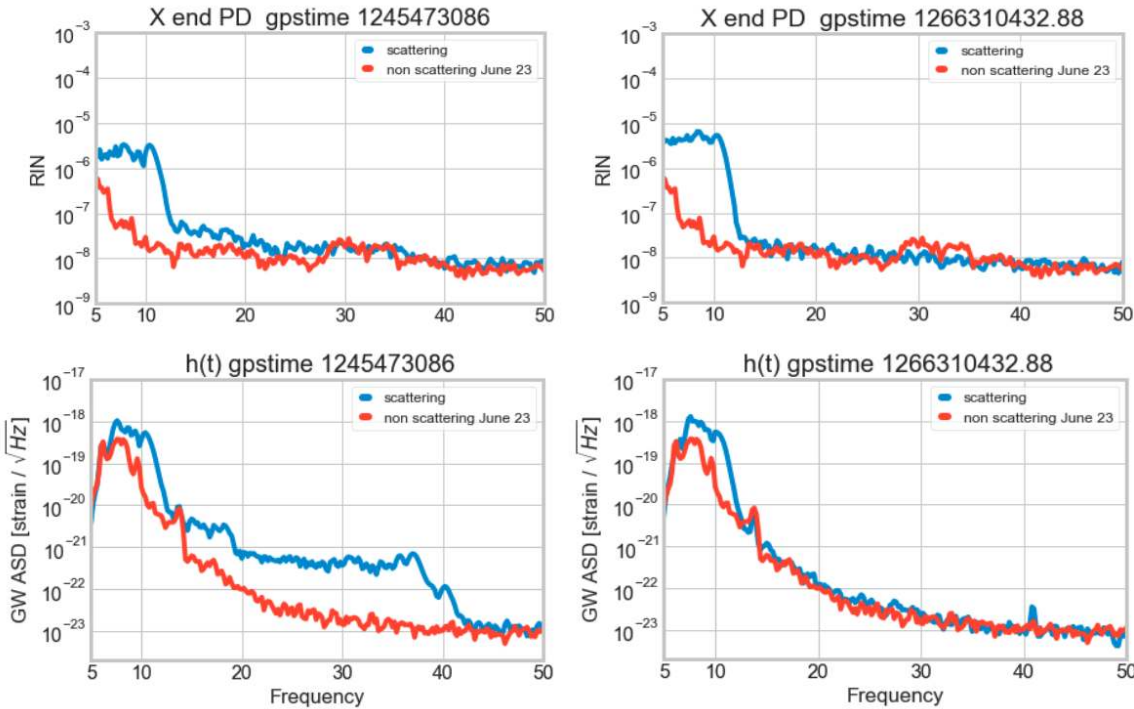 X end PD gpstime 1245473086
10⁻³
10⁻⁴
10⁻⁵
10⁻⁶
10⁻⁷
10⁻⁸
10⁻⁹
RIN
scattering
non scattering June 23
5 10 20 30 40 50
X end PD gpstime 1266310432.88
10⁻³
10⁻⁴
10⁻⁵
10⁻⁶
10⁻⁷
10⁻⁸
10⁻⁹
RIN
scattering
non scattering June 23
5 10 20 30 40 50
h(t) gpstime 1245473086
10⁻¹⁷
10⁻¹⁸
10⁻¹⁹
10⁻²⁰
10⁻²¹
10⁻²²
10⁻²³
GW ASD [strain / √Hz]
scattering
non scattering June 23
5 10 20 30 40 50
Frequency
h(t) gpstime 1266310432.88
10⁻¹⁷
10⁻¹⁸
10⁻¹⁹
10⁻²⁰
10⁻²¹
10⁻²²
10⁻²³
GW ASD [strain / √Hz]
scattering
non scattering June 23
5 10 20 30 40 50
Frequency